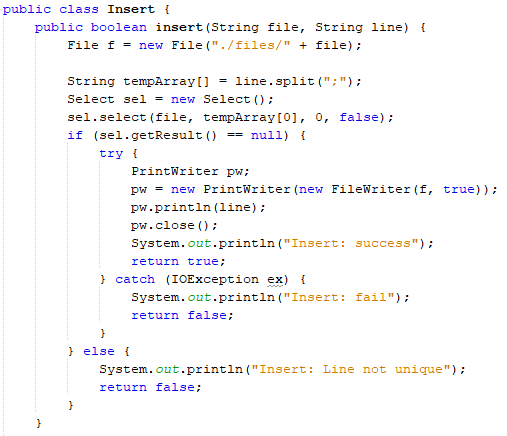 public class Insert {
    public boolean insert(String file, String line) {
        File f = new File("./files/" + file);
        String tempArray[] = line.split(";");
        Select sel = new Select();
        sel.select(file, tempArray[0], 0, false);
        if (sel.getResult() == null) {
            try {
                PrintWriter pw;
                pw = new PrintWriter(new FileWriter(f, true));
                pw.println(line);
                pw.close();
                System.out.println("Insert: success");
                return true;
            } catch (IOException ex) {
                System.out.println("Insert: fail");
                return false;
            }
        } else {
            System.out.println("Insert: Line not unique");
            return false;
        }
    }